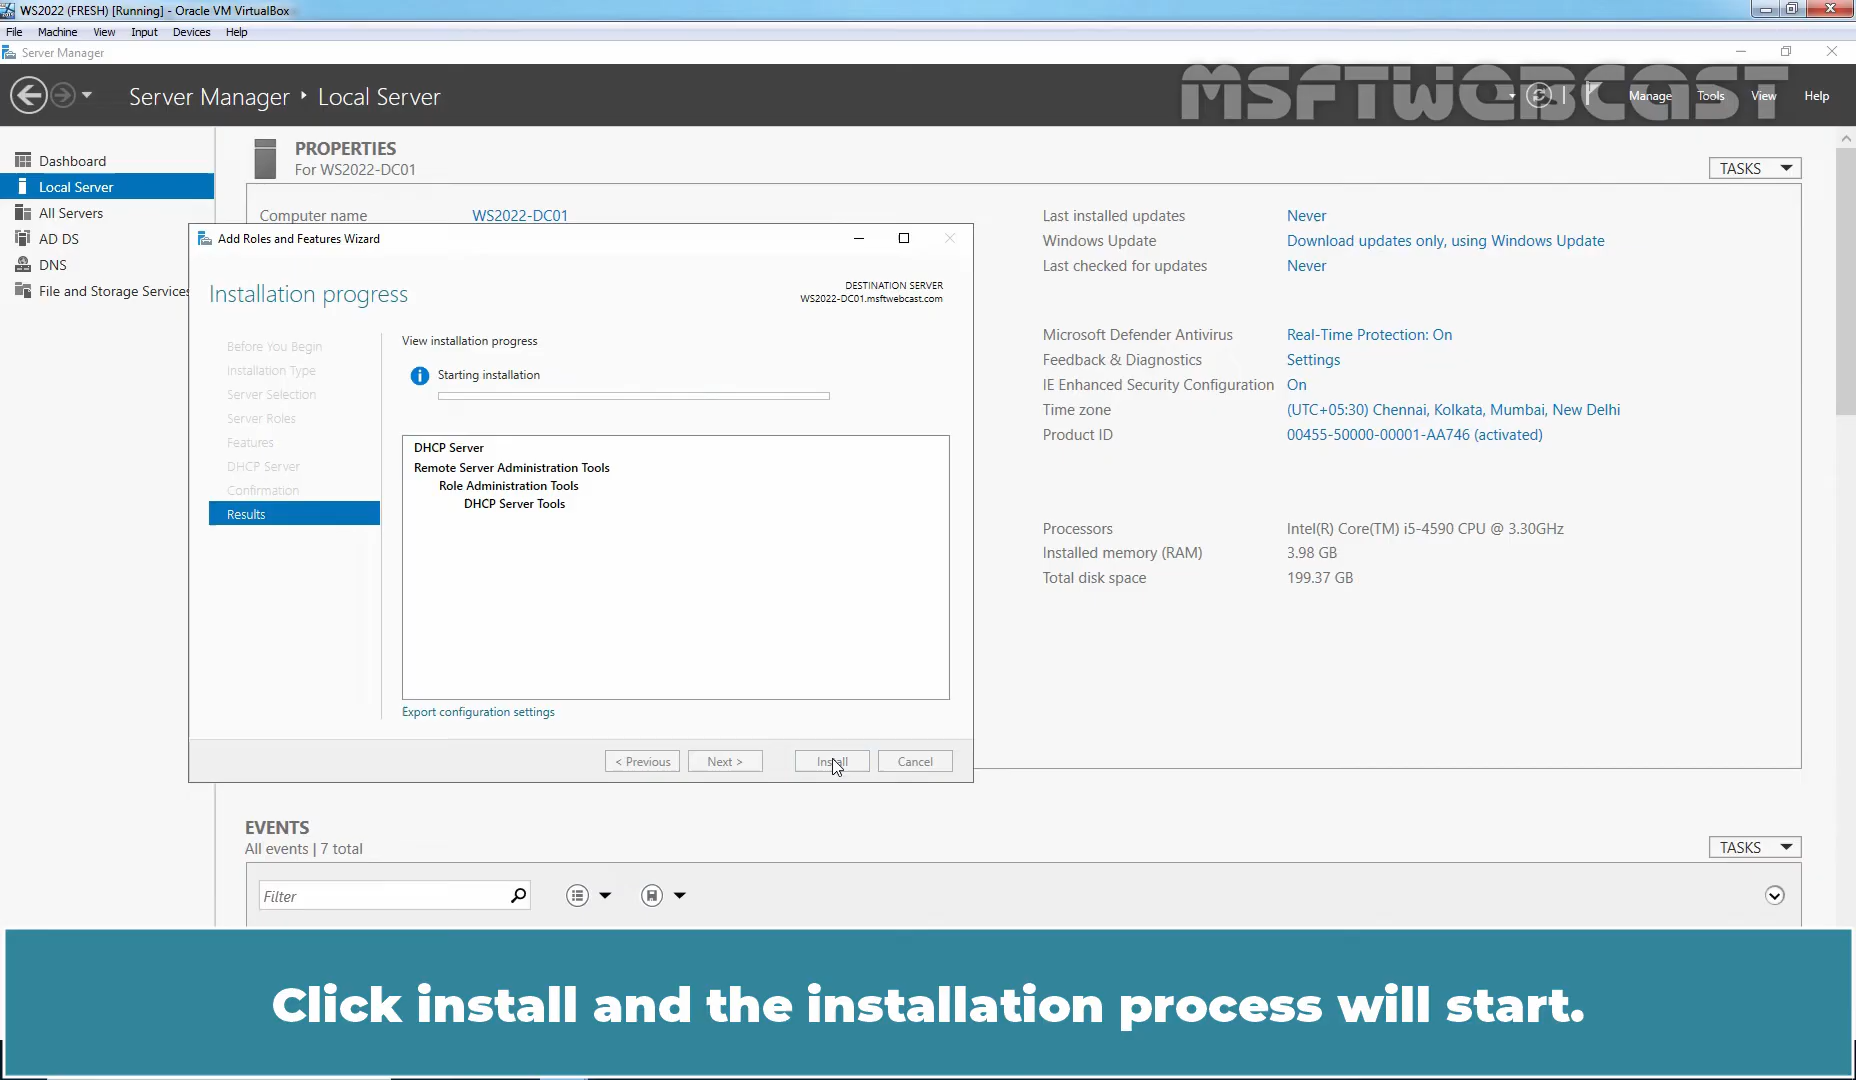 WS2022 (FRESH) [Running] - Oracle VM VirtualBox
File Machine View Input Devices Help
Server Manager
Server Manager ‣ Local Server
MSFTWEBCAST
Manage Tools View Help
Dashboard
Local Server
All Servers
AD DS
DNS
File and Storage Services
PROPERTIES
For WS2022-DC01
TASKS
Computer name WS2022-DC01
Last installed updates Never
Windows Update Download updates only, using Windows Update
Last checked for updates Never
Microsoft Defender Antivirus Real-Time Protection: On
Feedback & Diagnostics Settings
IE Enhanced Security Configuration On
Time zone (UTC+05:30) Chennai, Kolkata, Mumbai, New Delhi
Product ID 00455-50000-00001-AA746 (activated)
Processors Intel(R) Core(TM) i5-4590 CPU @ 3.30GHz
Installed memory (RAM) 3.98 GB
Total disk space 199.37 GB
Add Roles and Features Wizard
Installation progress
DESTINATION SERVER
WS2022-DC01.msftwebcast.com
Before You Begin
Installation Type
Server Selection
Server Roles
Features
DHCP Server
Confirmation
Results
View installation progress
Starting installation
DHCP Server
Remote Server Administration Tools
Role Administration Tools
DHCP Server Tools
Export configuration settings
< Previous Next > Install Cancel
EVENTS
All events | 7 total
TASKS
Filter
Click install and the installation process will start.